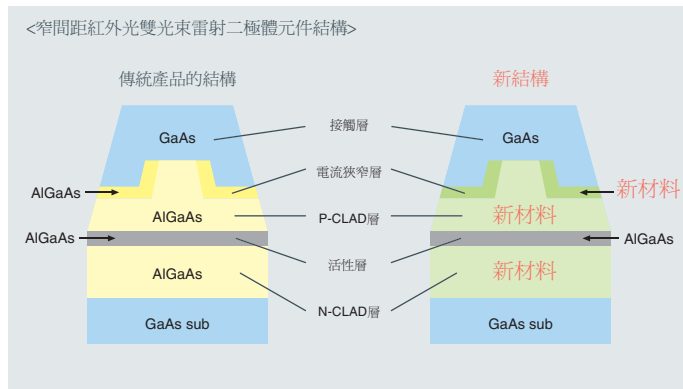 <窄間距紅外光雙光束雷射二極體元件結構>
傳統產品的結構
新結構
GaAs
接觸層
GaAs
電流狹窄層
AlGaAs
新材料
AlGaAs
P-CLAD層
新材料
AlGaAs
活性層
AlGaAs
AlGaAs
新材料
N-CLAD層
GaAs sub
GaAs sub